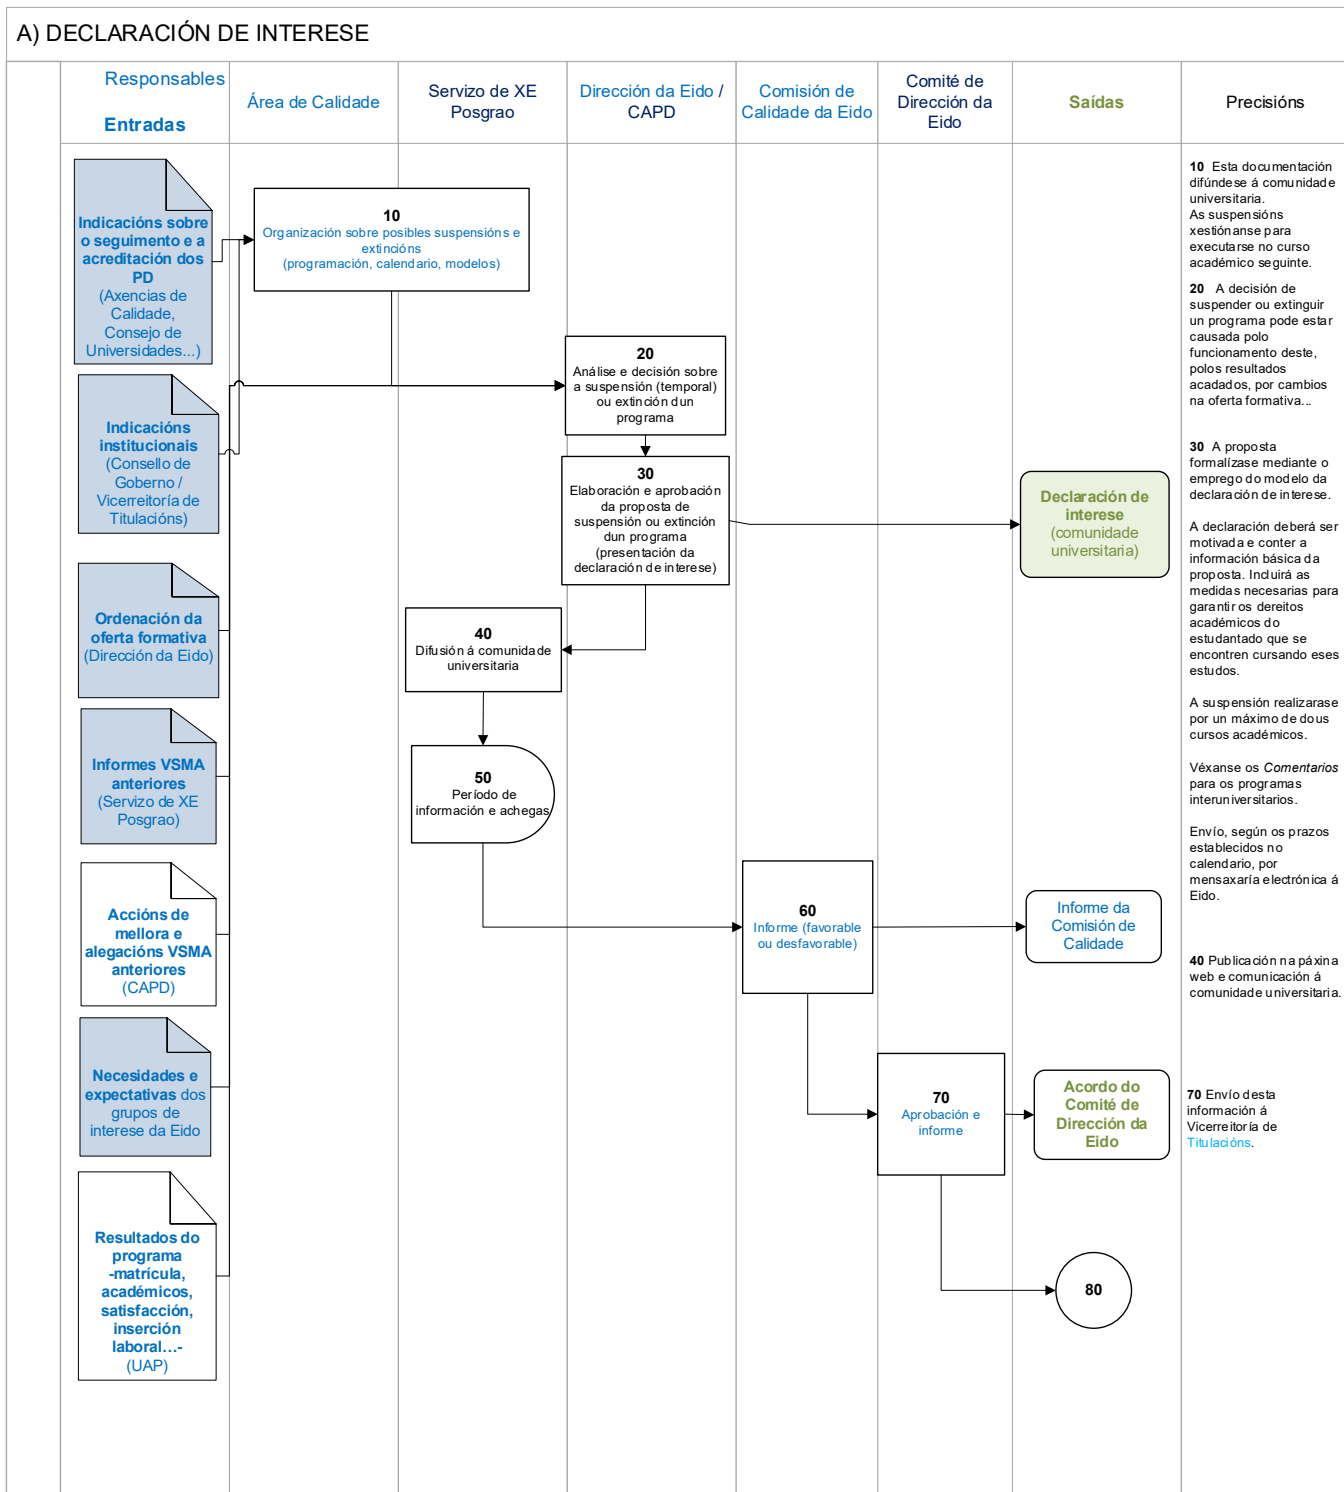 A) DECLARACIÓN DE INTERESE
Responsables
Entradas
Área de Calidade
Servizo de XE
Posgrao
Dirección da Eido /
CAPD
Comisión de
Calidade da Eido
Comité de
Dirección da
Eido
Saídas
Precisións
Indicacións sobre
o seguimento e a
acreditación dos
PD
(Axencias de
Calidade,
Consejo de
Universidades...)
Indicacións
institucionais
(Consello de
Goberno /
Vicerreitoría de
Titulacións)
Ordenación da
oferta formativa
(Dirección da Eido)
Informes VSMA
anteriores
(Servizo de XE
Posgrao)
Accións de
mellora e
alegacións VSMA
anteriores
(CAPD)
Necesidades e
expectativas dos
grupos de
interese da Eido
Resultados do
programa
-matrícula,
académicos,
satisfacción,
inserción
laboral...-
(UAP)
10
Organización sobre posibles suspensións e
extincións
(programación, calendario, modelos)
20
Análise e decisión sobre
a suspensión (temporal)
ou extinción dun
programa
30
Elaboración e aprobación
da proposta de
suspensión ou extinción
dun programa
(presentación da
declaración de interese)
40
Difusión á comunidade
universitaria
50
Período de
información e achegas
60
Informe (favorable
ou desfavorable)
70
Aprobación e
informe
80
Declaración de
interese
(comunidade
universitaria)
Informe da
Comisión de
Calidade
Acordo do
Comité de
Dirección da
Eido
10 Esta documentación
difúndese á comunidade
universitaria.
As suspensións
xestiónanse para
executarse no curso
académico seguinte.
20 A decisión de
suspender ou extinguir
un programa pode estar
causada polo
funcionamento deste,
polos resultados
acadados, por cambios
na oferta formativa...
30 A proposta
formalízase mediante o
emprego do modelo da
declaración de interese.
A declaración deberá ser
motivada e conter a
información básica da
proposta. Incluirá as
medidas necesarias para
garantir os dereitos
académicos do
estudantado que se
encontren cursando eses
estudos.
A suspensión realizarase
por un máximo de dous
cursos académicos.
Véxanse os Comentarios
para os programas
interuniversitarios.
Envío, según os prazos
establecidos no
calendario, por
mensaxaría electrónica á
Eido.
40 Publicación na páxina
web e comunicación á
comunidade universitaria.
70 Envío desta
información á
Vicerreitoría de
Titulacións.